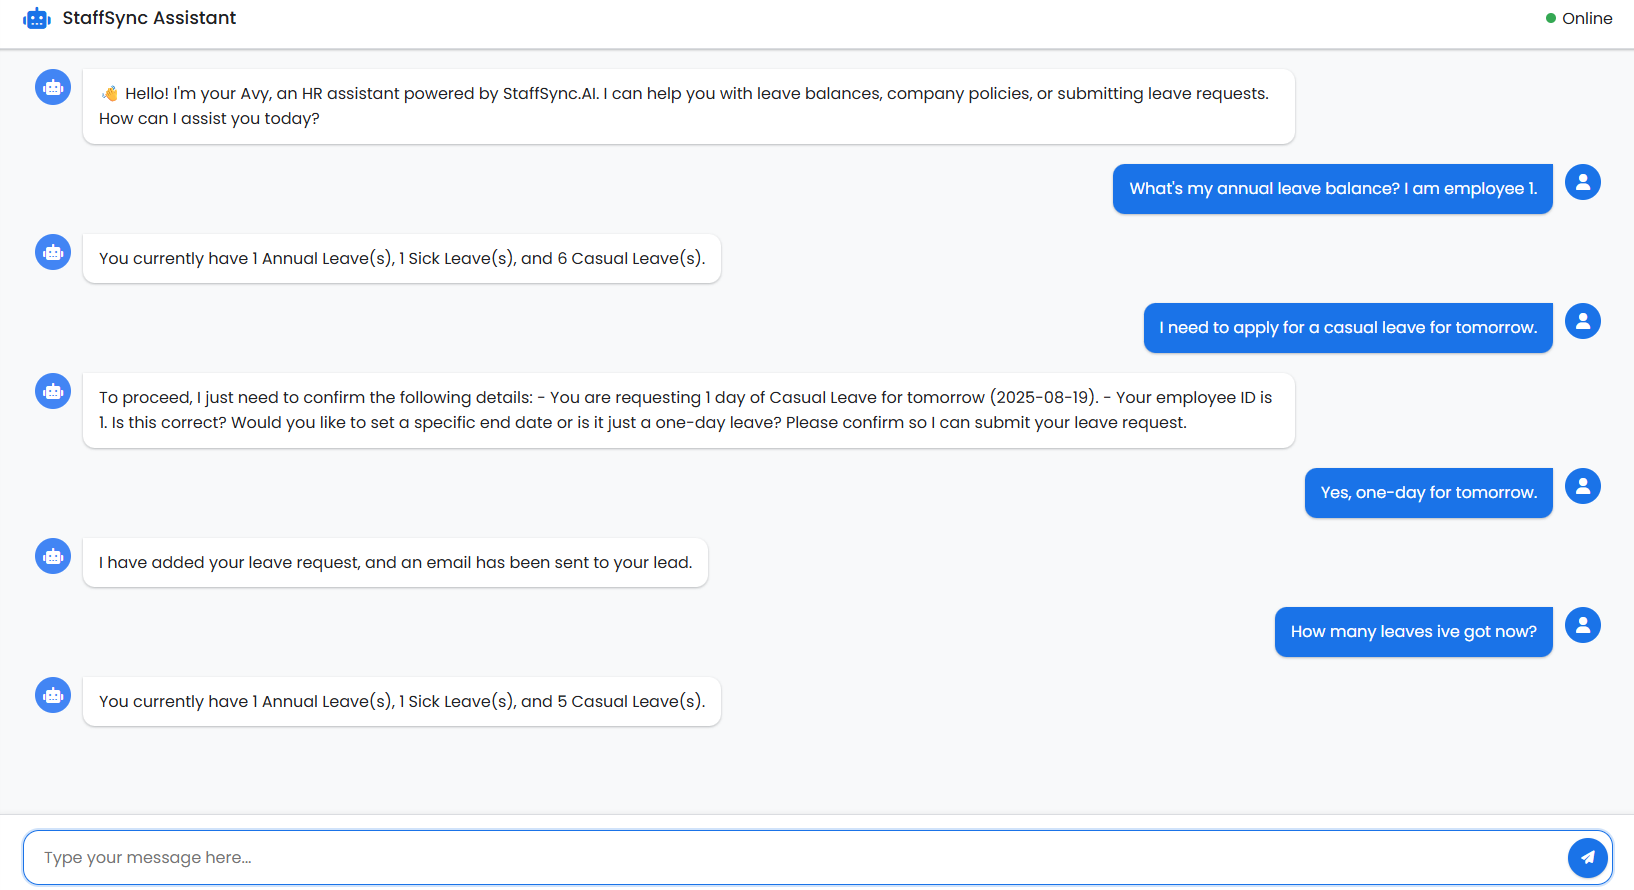 StaffSync Assistant
Online
👋 Hello! I'm your Avy, an HR assistant powered by StaffSync.AI. I can help you with leave balances, company policies, or submitting leave requests.
How can I assist you today?
What's my annual leave balance? I am employee 1.
You currently have 1 Annual Leave(s), 1 Sick Leave(s), and 6 Casual Leave(s).
I need to apply for a casual leave for tomorrow.
To proceed, I just need to confirm the following details: - You are requesting 1 day of Casual Leave for tomorrow (2025-08-19). - Your employee ID is
1. Is this correct? Would you like to set a specific end date or is it just a one-day leave? Please confirm so I can submit your leave request.
Yes, one-day for tomorrow.
I have added your leave request, and an email has been sent to your lead.
How many leaves ive got now?
You currently have 1 Annual Leave(s), 1 Sick Leave(s), and 5 Casual Leave(s).
Type your message here...